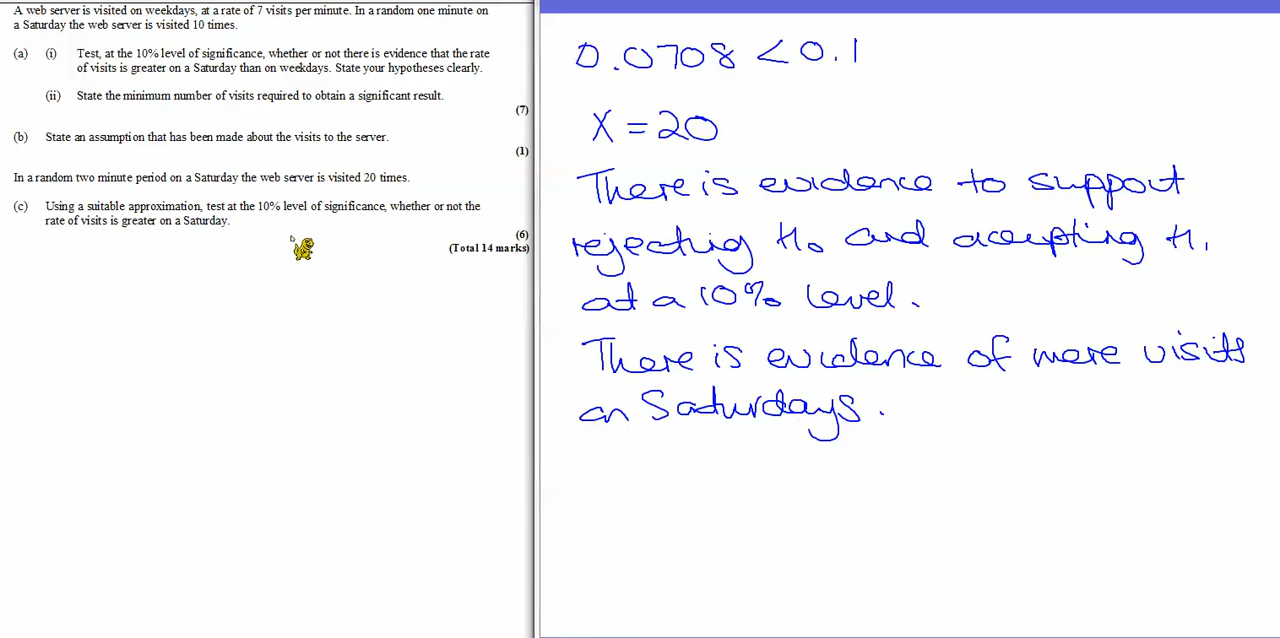 A web server is visited on weekdays, at a rate of 7 visits per minute. In a random one minute on
a Saturday the web server is visited 10 times.
(a) (i) Test, at the 10% level of significance, whether or not there is evidence that the rate
of visits is greater on a Saturday than on weekdays. State your hypotheses clearly.
(ii) State the minimum number of visits required to obtain a significant result.
(7)
(b) State an assumption that has been made about the visits to the server.
(1)
In a random two minute period on a Saturday the web server is visited 20 times.
(c) Using a suitable approximation, test at the 10% level of significance, whether or not the
rate of visits is greater on a Saturday.
(6)
(Total 14 marks)
0.0708 < 0.1
X = 20
There is evidence to support
rejecting H₀ and accepting H₁
at a 10% level.
There is evidence of more visits
on Saturdays.